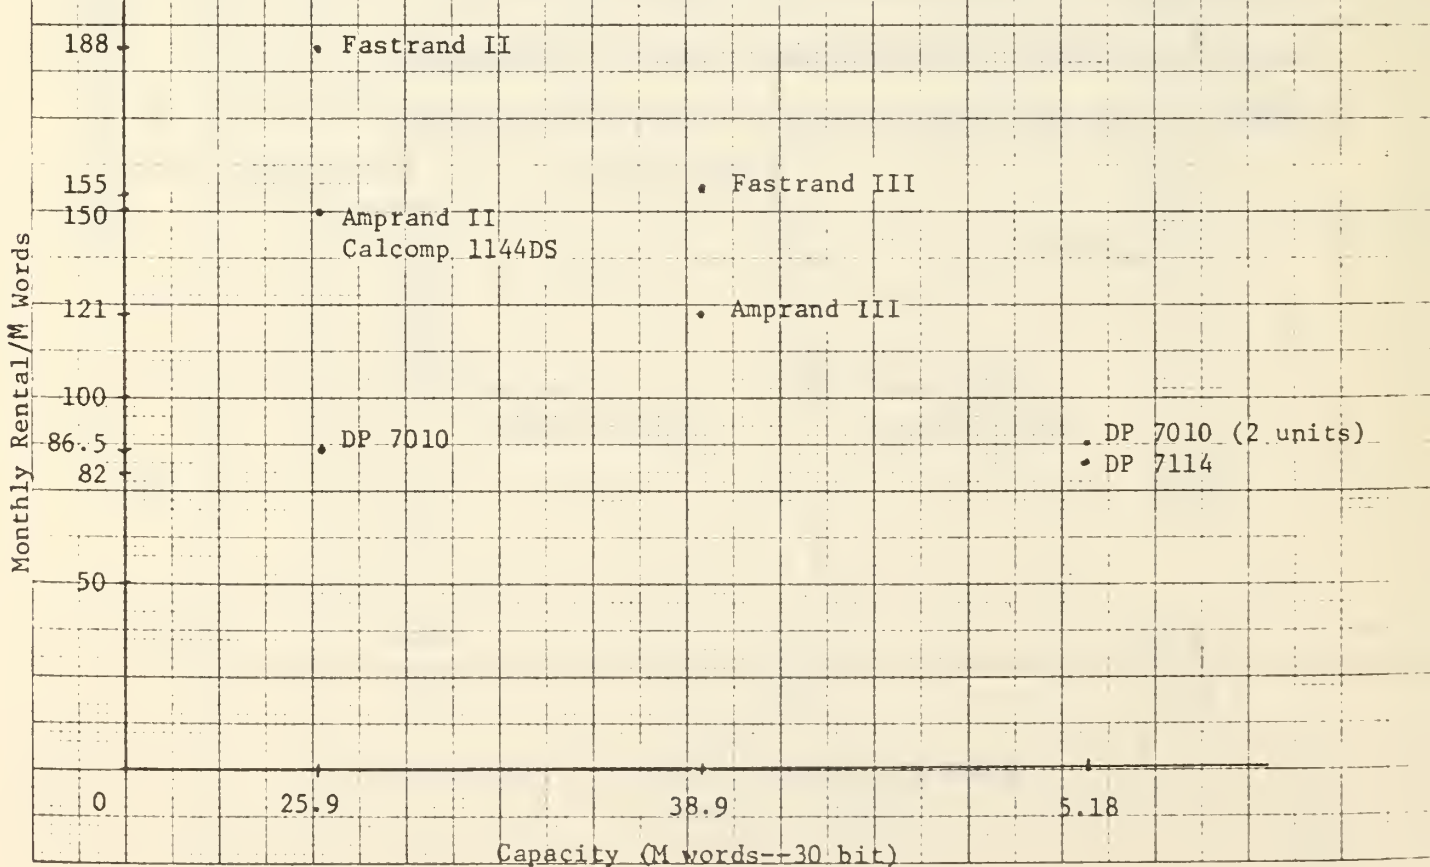 188
Fastrand II
155
Fastrand III
150
Amprand II
Calcomp 1144DS
121
Amprand III
100
86.5
DP 7010
DP 7010 (2 units)
82
DP 7114
50
Monthly Rental/M Words
0
25.9
38.9
5.18
Capacity (M words--30 bit)